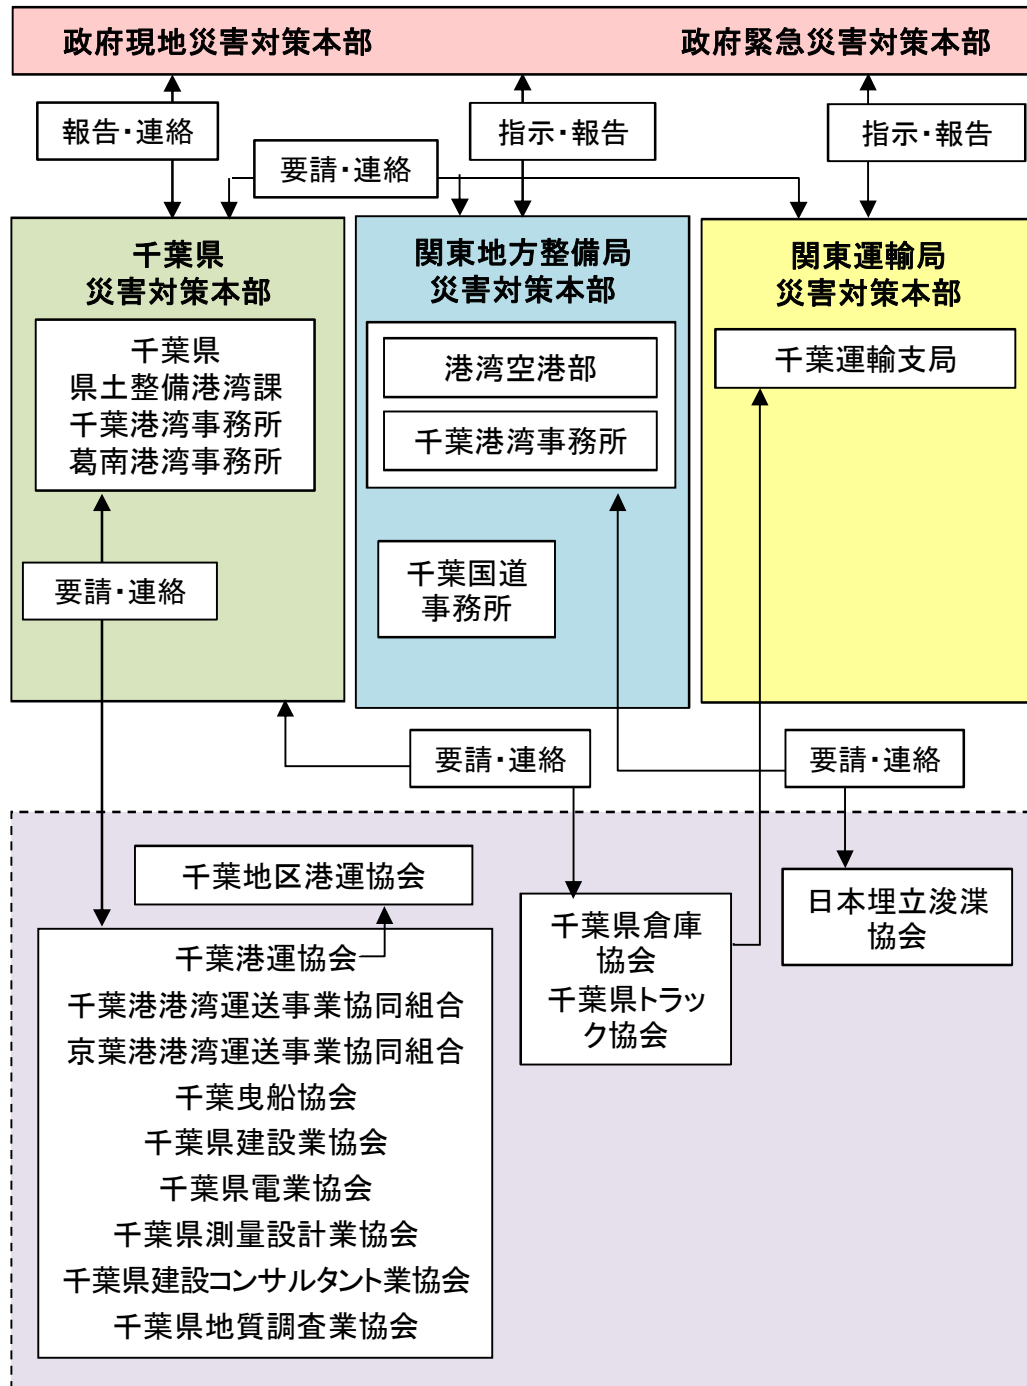 政府現地災害対策本部
政府緊急災害対策本部
報告・連絡
指示・報告
指示・報告
要請・連絡
千葉県
災害対策本部
千葉県
県土整備港湾課
千葉港湾事務所
葛南港湾事務所
要請・連絡
関東地方整備局
災害対策本部
港湾空港部
千葉港湾事務所
千葉国道
事務所
関東運輸局
災害対策本部
千葉運輸支局
要請・連絡
要請・連絡
千葉地区港運協会
千葉港運協会
千葉港港湾運送事業協同組合
京葉港港湾運送事業協同組合
千葉曳船協会
千葉県建設業協会
千葉県電業協会
千葉県測量設計業協会
千葉県建設コンサルタント業協会
千葉県地質調査業協会
千葉県倉庫
協会
千葉県トラッ
ク協会
日本埋立浚渫
協会